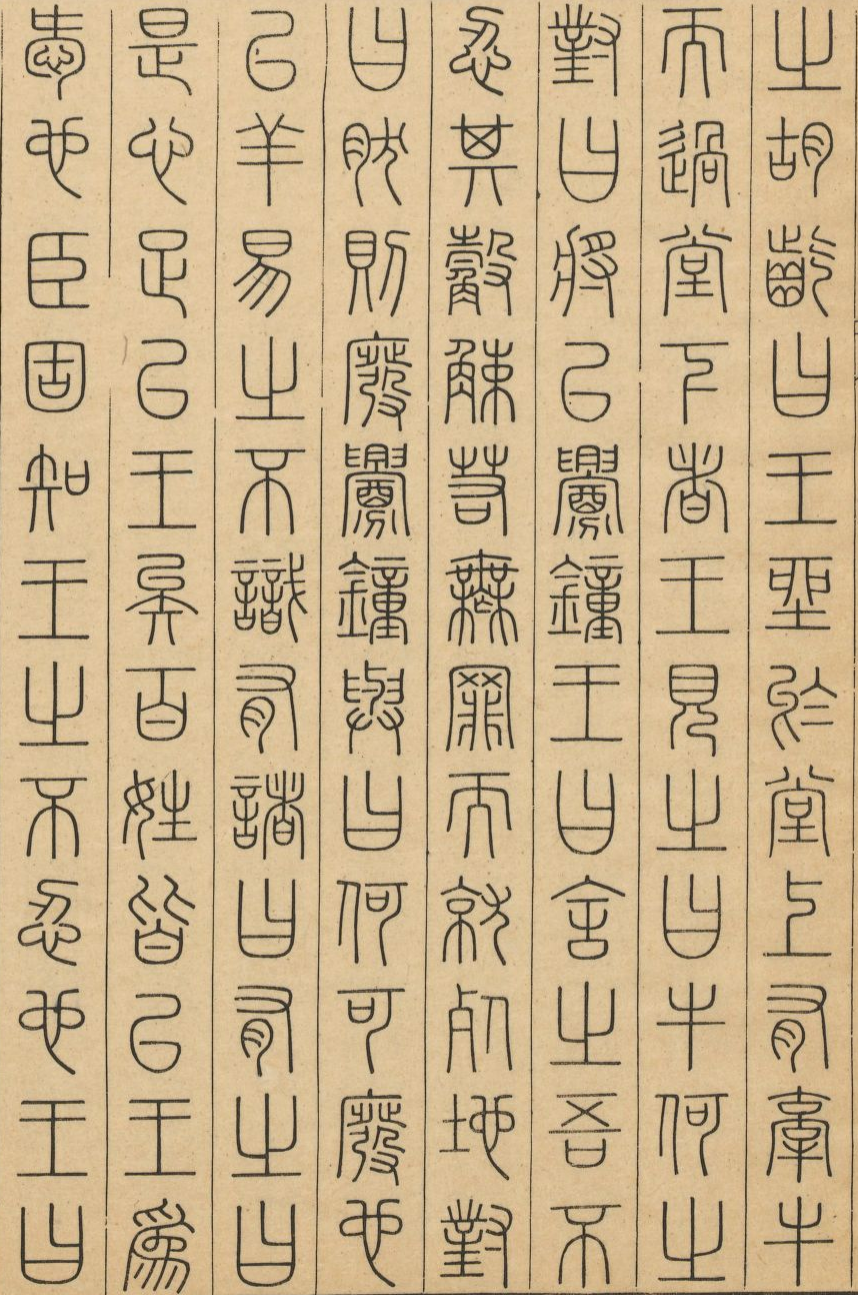 之胡齕曰王坐於堂上有牽牛
而過堂下者王見之曰牛何之
對曰將以釁鐘王曰舍之吾不
忍其觳觫若無罪而就死地對
曰然則廢釁鐘與曰何可廢也
以羊易之不識有諸曰有之曰
是心足以王矣百姓皆以王為
愛也臣固知王之不忍也王曰